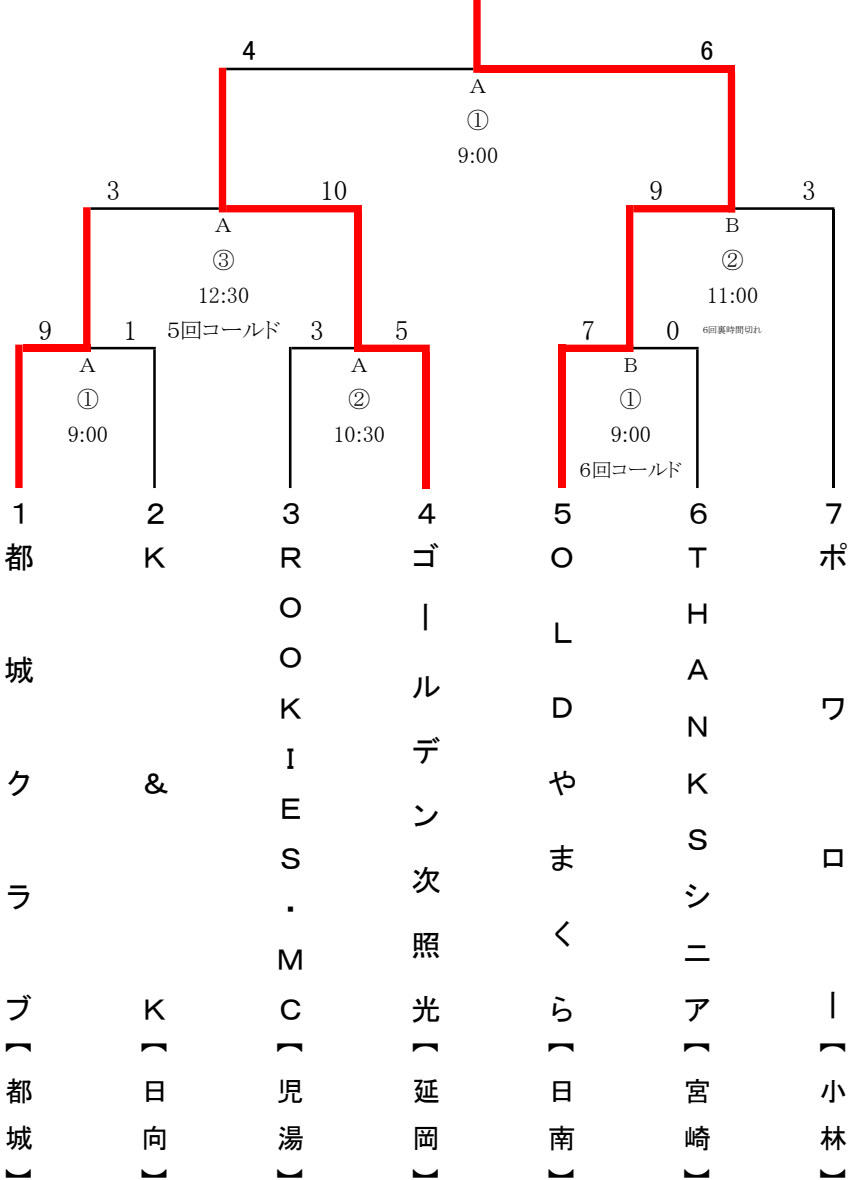 4 6
A
①
9:00
3 10 9 3
A B
③ ②
12:30 11:00
5回コールド 6回裏時間切れ
9 1 3 5 7 0
A A B
① ② ①
9:00 10:30 9:00
6回コールド
1 2 3 4 5 6 7
都城クラブ【都城】
K&K【日向】
ROOKIES.MC【児湯】
ゴールデン次照光【延岡】
OLDやまくら【日南】
THANKSシニア【宮崎】
ポワロー【小林】